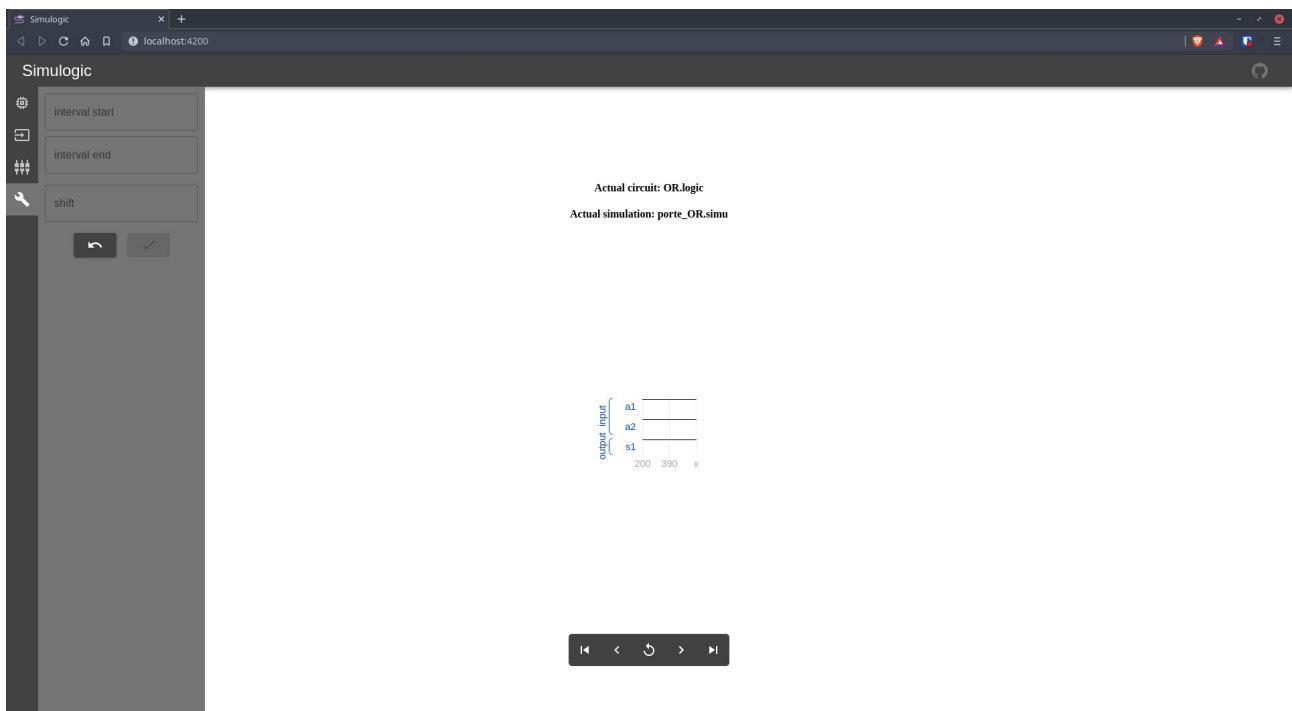 Simulogic
localhost:4200
Simulogic
interval start
interval end
shift
Actual circuit: OR.logic
Actual simulation: porte_OR.simu
input
a1
a2
output
s1
200 390 x